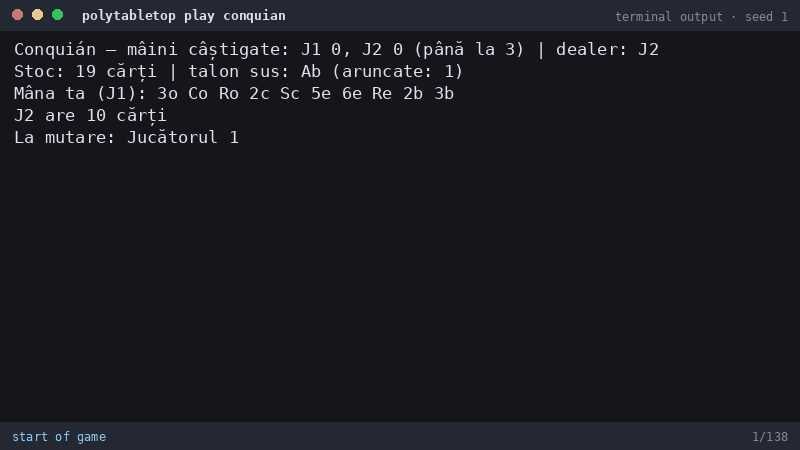 polytabletop play conquian
terminal output · seed 1
Conquián — mâini câștigate: J1 0, J2 0 (până la 3) | dealer: J2
Stoc: 19 cărți | talon sus: Ab (aruncate: 1)
Mâna ta (J1): 3o Co Ro 2c Sc 5e 6e Re 2b 3b
J2 are 10 cărți
La mutare: Jucătorul 1
start of game
1/138